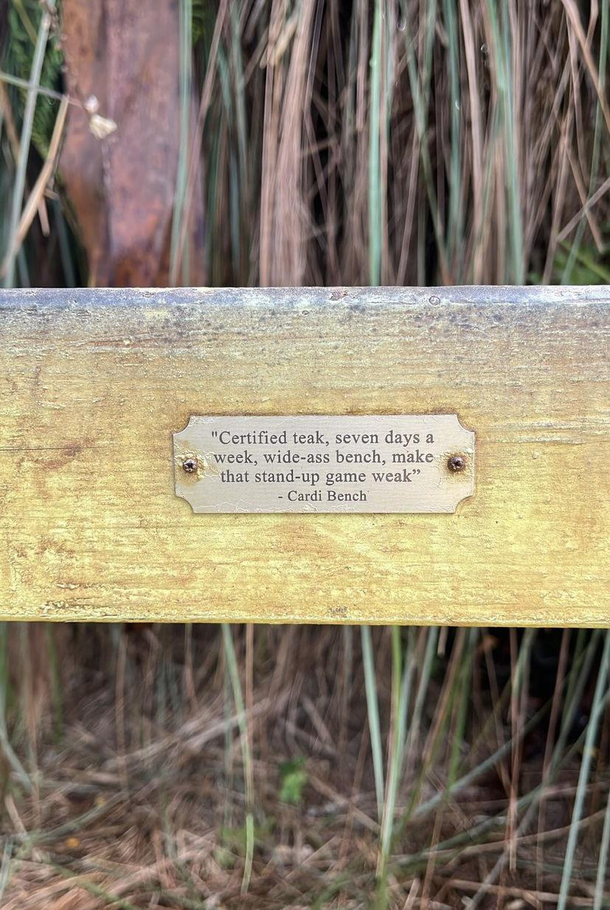 "Certified teak, seven days a
week, wide-ass bench, make
that stand-up game weak”
- Cardi Bench